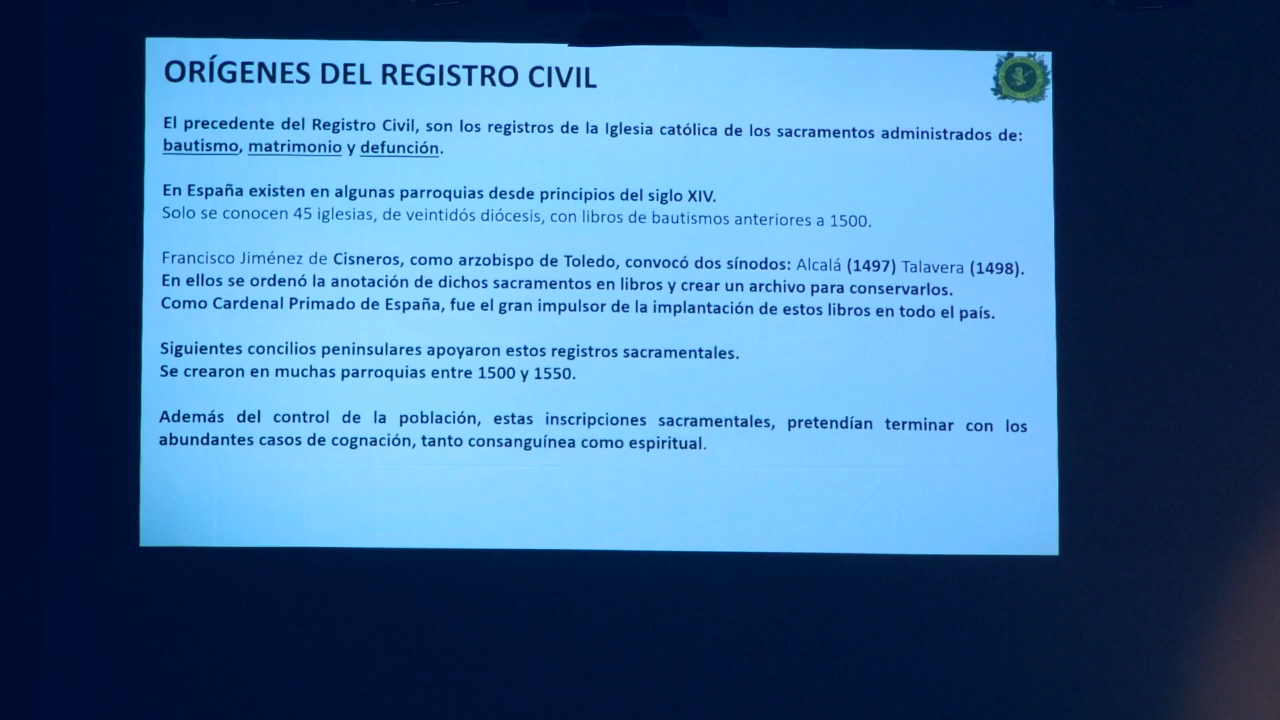 ORÍGENES DEL REGISTRO CIVIL
El precedente del Registro Civil, son los registros de la Iglesia católica de los sacramentos administrados de:
bautismo, matrimonio y defunción.
En España existen en algunas parroquias desde principios del siglo XIV.
Solo se conocen 45 iglesias, de veintidós diócesis, con libros de bautismos anteriores a 1500.
Francisco Jiménez de Cisneros, como arzobispo de Toledo, convocó dos sínodos: Alcalá (1497) Talavera (1498).
En ellos se ordenó la anotación de dichos sacramentos en libros y crear un archivo para conservarlos.
Como Cardenal Primado de España, fue el gran impulsor de la implantación de estos libros en todo el país.
Siguientes concilios peninsulares apoyaron estos registros sacramentales.
Se crearon en muchas parroquias entre 1500 y 1550.
Además del control de la población, estas inscripciones sacramentales, pretendían terminar con los
abundantes casos de cognación, tanto consanguínea como espiritual.